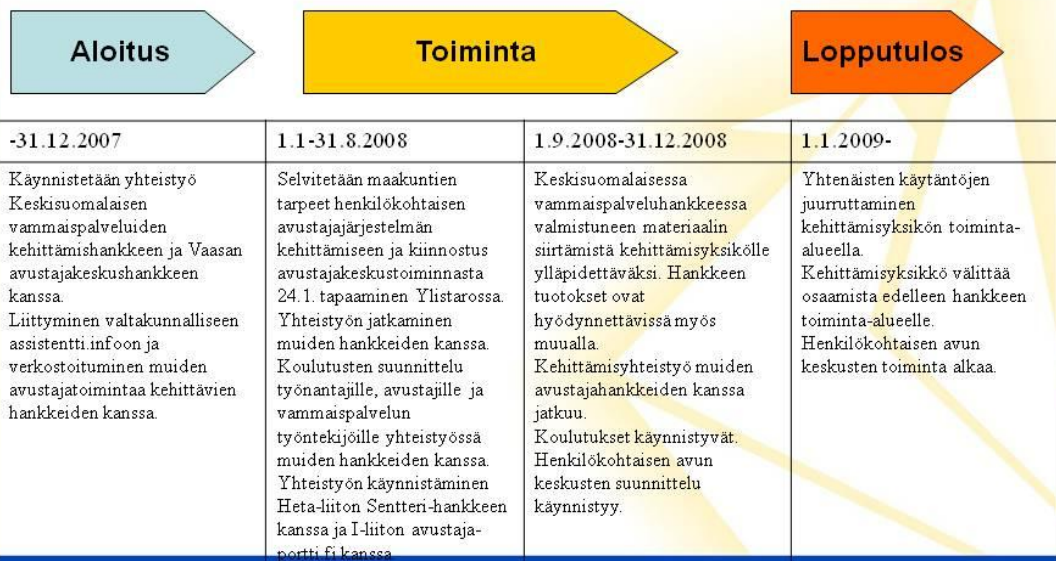 Aloitus
Toiminta
Lopputulos
-31.12.2007
1.1-31.8.2008
1.9.2008-31.12.2008
1.1.2009-
Käynnistetään yhteistyö
Keskisuomalaisen
vammaispalveluiden
kehittämishankkeen ja Vaasan
avustajakeskushankkeen
kanssa.
Liittyminen valtakunnalliseen
assistentti.infoon ja
verkostoituminen muiden
avustajatoimintaa kehittävien
hankkeiden kanssa.
Selvitetään maakuntien
tarpeet henkilökohtaisen
avustajajärjestelmän
kehittämiseen ja kiinnostus
avustajakeskustoiminnasta
24.1. tapaaminen Ylistarossa.
Yhteistyön jatkaminen
muiden hankkeiden kanssa.
Koulutusten suunnittelu
työnantajille, avustajille ja
vammaispalvelun
työntekijöille yhteistyössä
muiden hankkeiden kanssa.
Yhteistyön käynnistäminen
Heta-liiton Sentteri-hankkeen
kanssa ja I-liiton avustaja-
portti.fi kanssa.
Keskisuomalaisessa
vammaispalveluhankkeessa
valmistuneen materiaalin
siirtämistä kehittämisyksikölle
ylläpidettäväksi. Hankkeen
tuotokset ovat
hyödynnettävissä myös
muualla.
Kehittämisyhteistyö muiden
avustajahankkeiden kanssa
jatkuu.
Koulutukset käynnistyvät.
Henkilökohtaisen avun
keskusten suunnittelu
käynnistyy.
Yhtenäisten käytäntöjen
juurruttaminen
kehittämisyksikön toiminta-
alueella.
Kehittämisyksikkö välittää
osaamista edelleen hankkeen
toiminta-alueelle.
Henkilökohtaisen avun
keskusten toiminta alkaa.